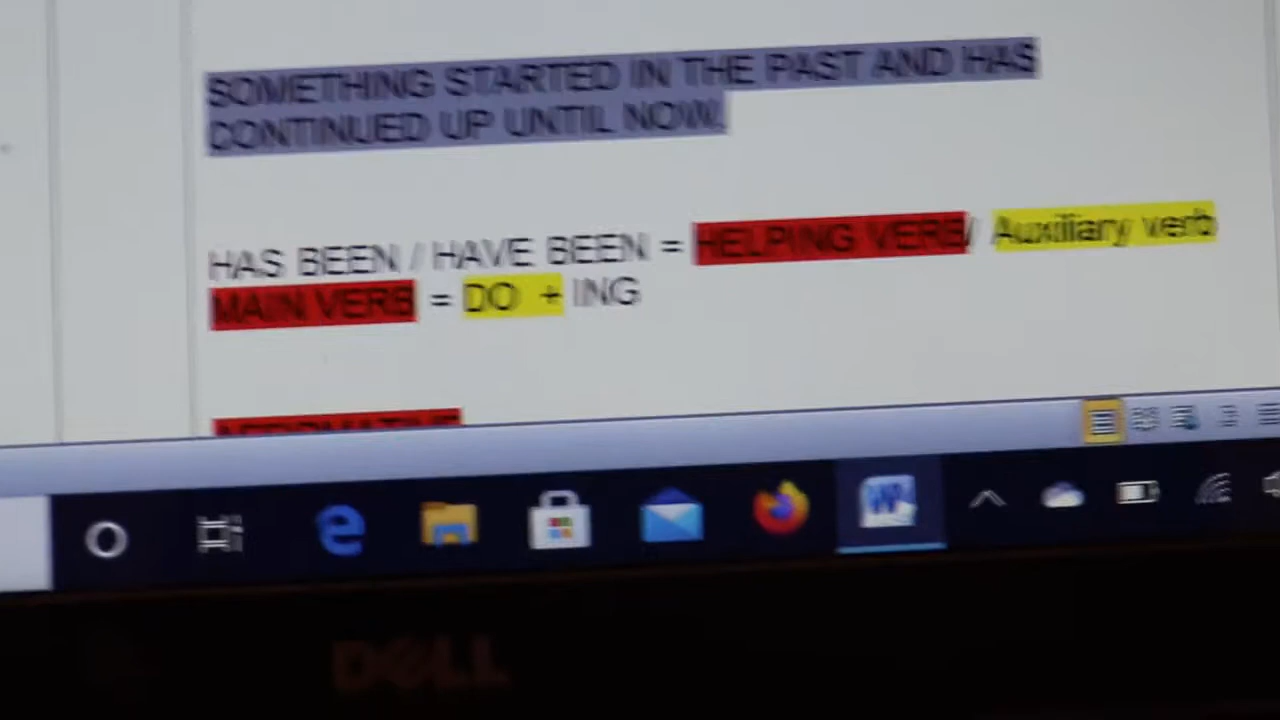 SOMETHING STARTED IN THE PAST AND HAS
CONTINUED UP UNTIL NOW.
HAS BEEN / HAVE BEEN = HELPING VERB/ Auxiliary verb
MAIN VERB = DO + ING
AFFIRMATIVE
DELL